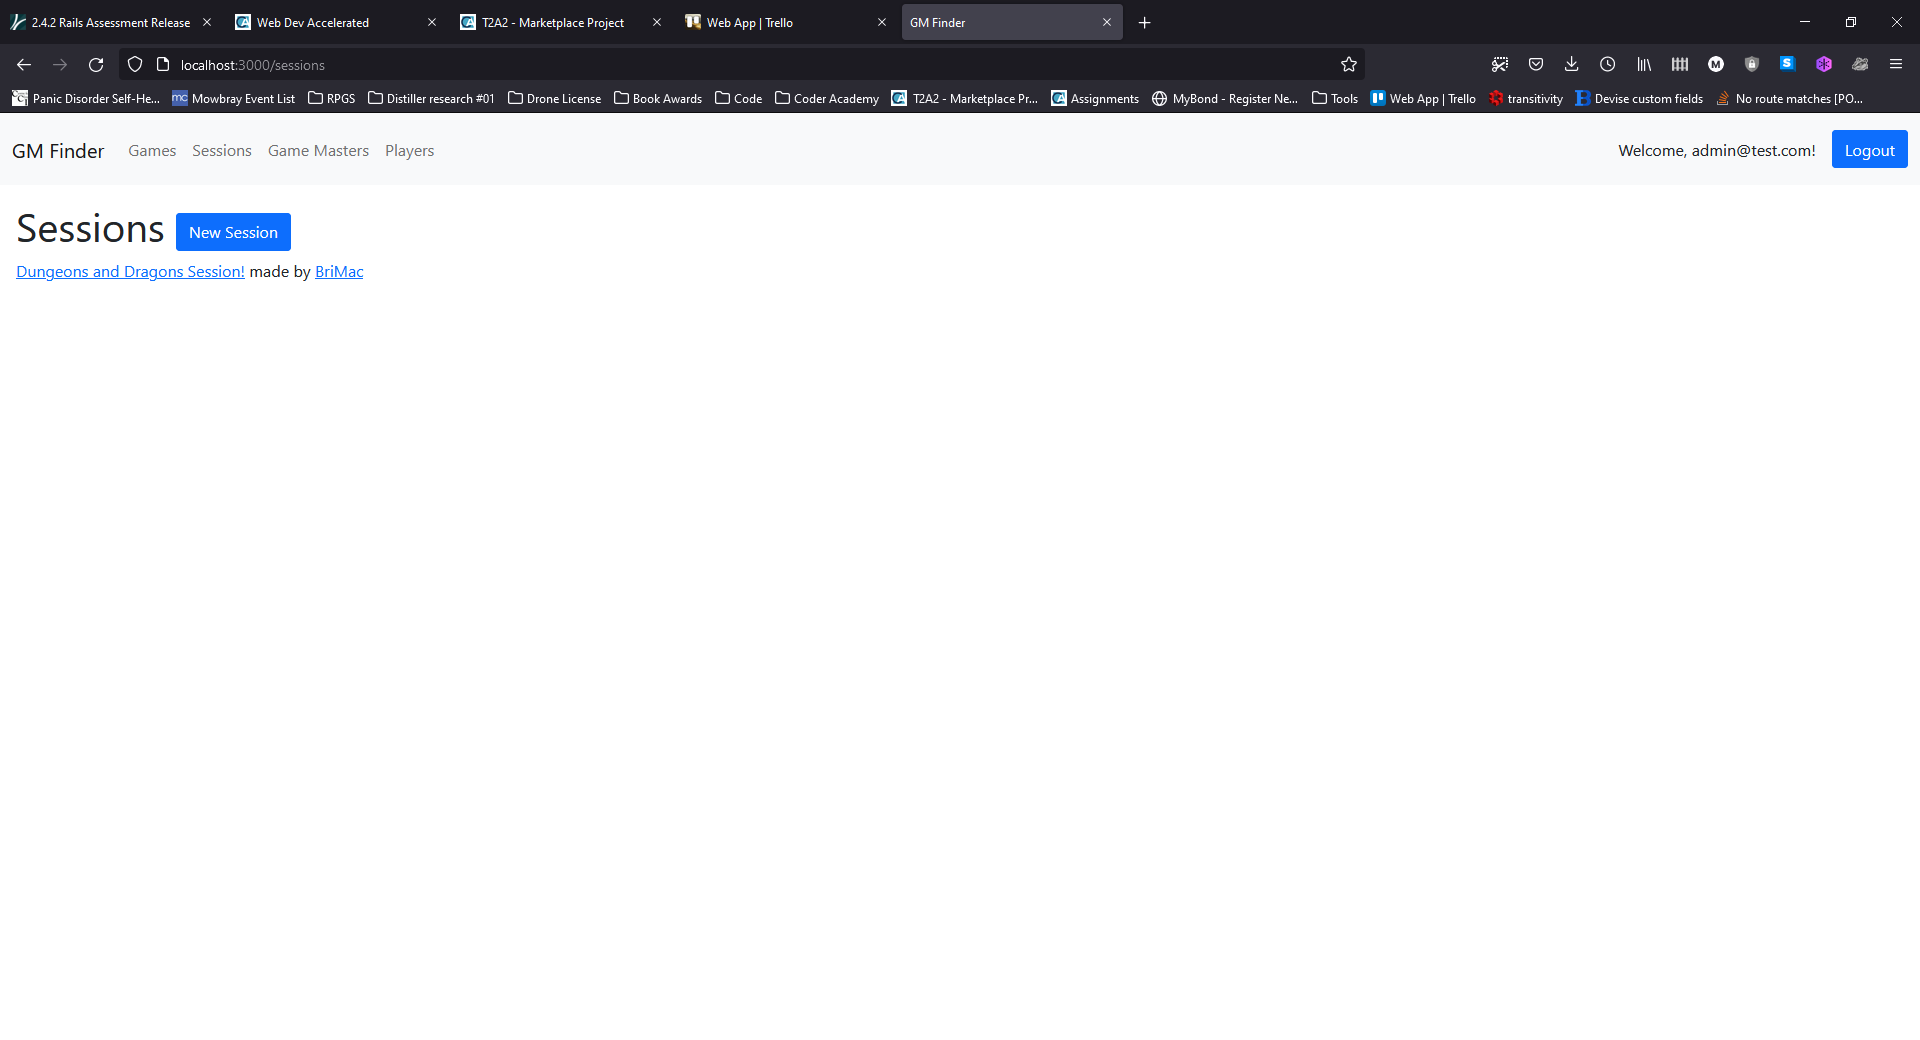 2.4.2 Rails Assessment Release
Web Dev Accelerated
T2A2 - Marketplace Project
Web App | Trello
GM Finder
localhost:3000/sessions
Panic Disorder Self-He...
Mowbray Event List
RPGS
Distiller research #01
Drone License
Book Awards
Code
Coder Academy
T2A2 - Marketplace Pr...
Assignments
MyBond - Register Ne...
Tools
Web App | Trello
transitivity
Devise custom fields
No route matches [PO...
GM Finder Games Sessions Game Masters Players Welcome, admin@test.com! Logout
Sessions New Session
Dungeons and Dragons Session! made by BriMac